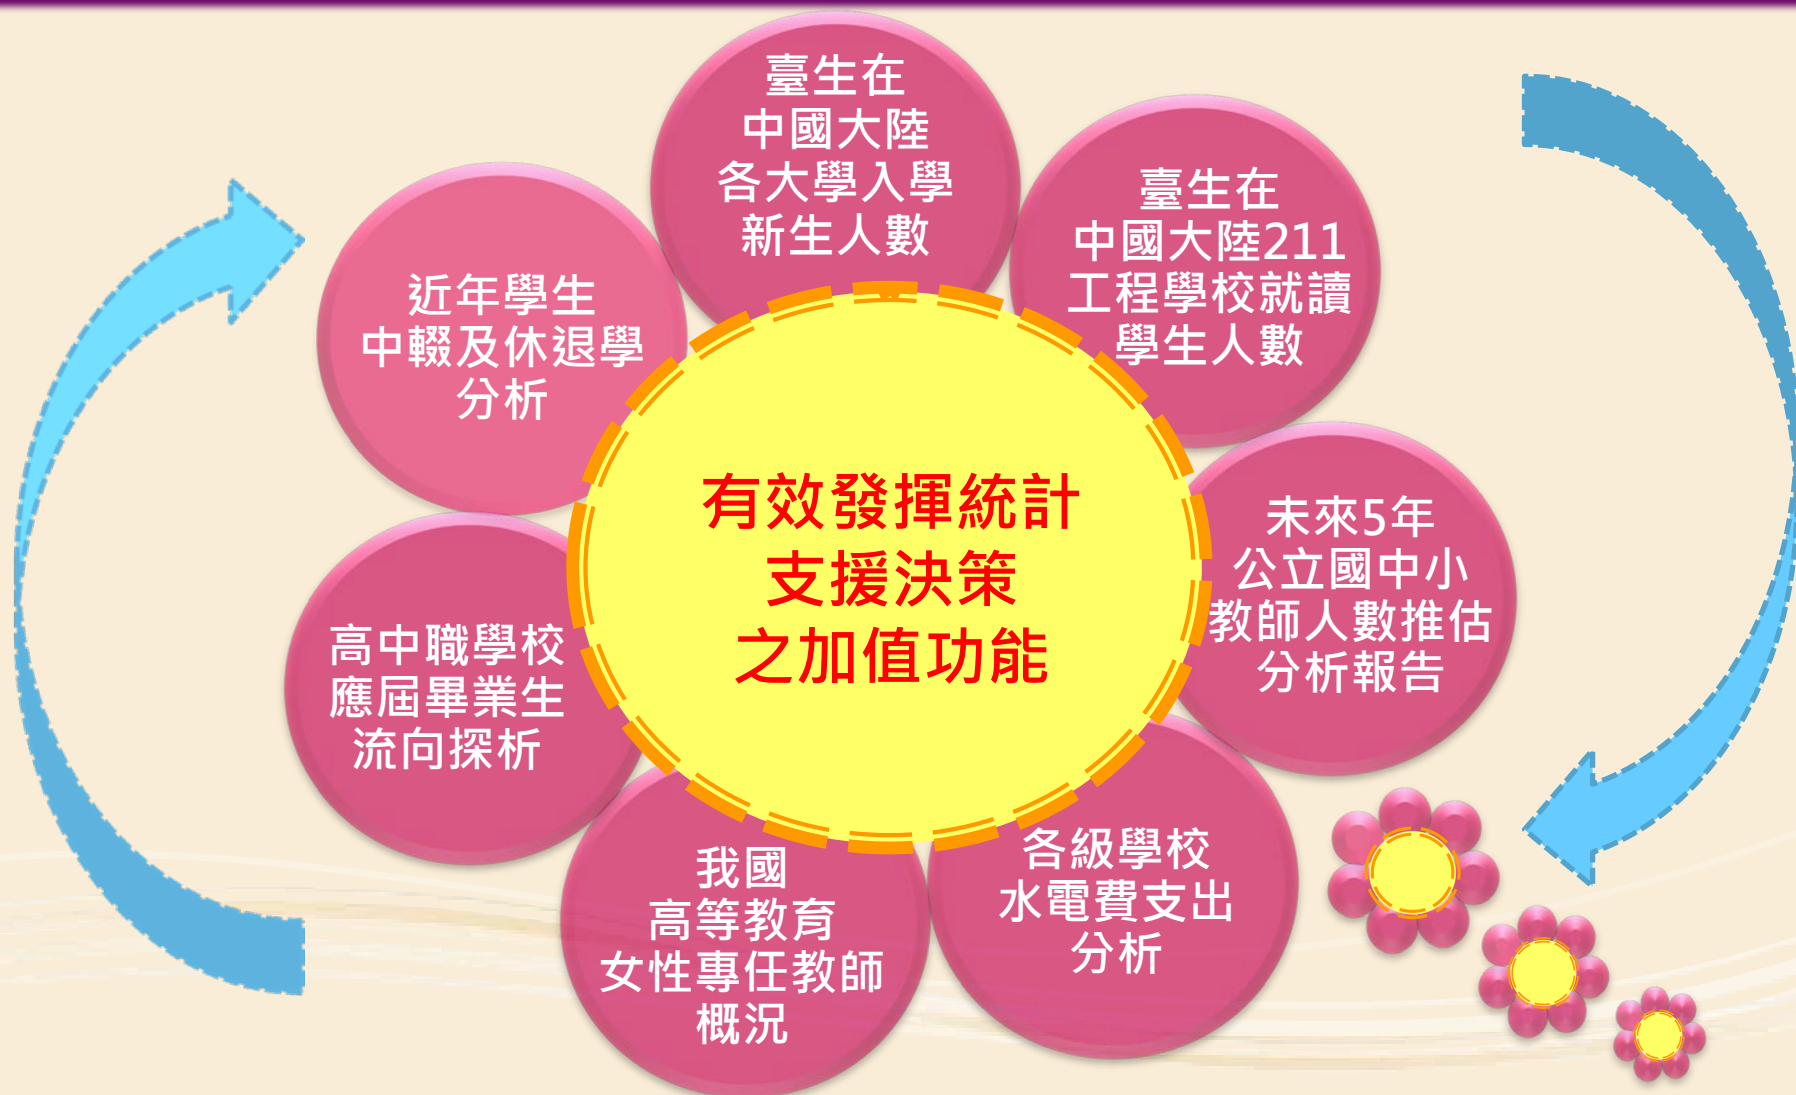 臺生在
中國大陸
各大學入學
新生人數
臺生在
中國大陸211
工程學校就讀
學生人數
未來5年
公立國中小
教師人數推估
分析報告
各級學校
水電費支出
分析
我國
高等教育
女性專任教師
概況
高中職學校
應屆畢業生
流向探析
近年學生
中輟及休退學
分析
有效發揮統計
支援決策
之加值功能